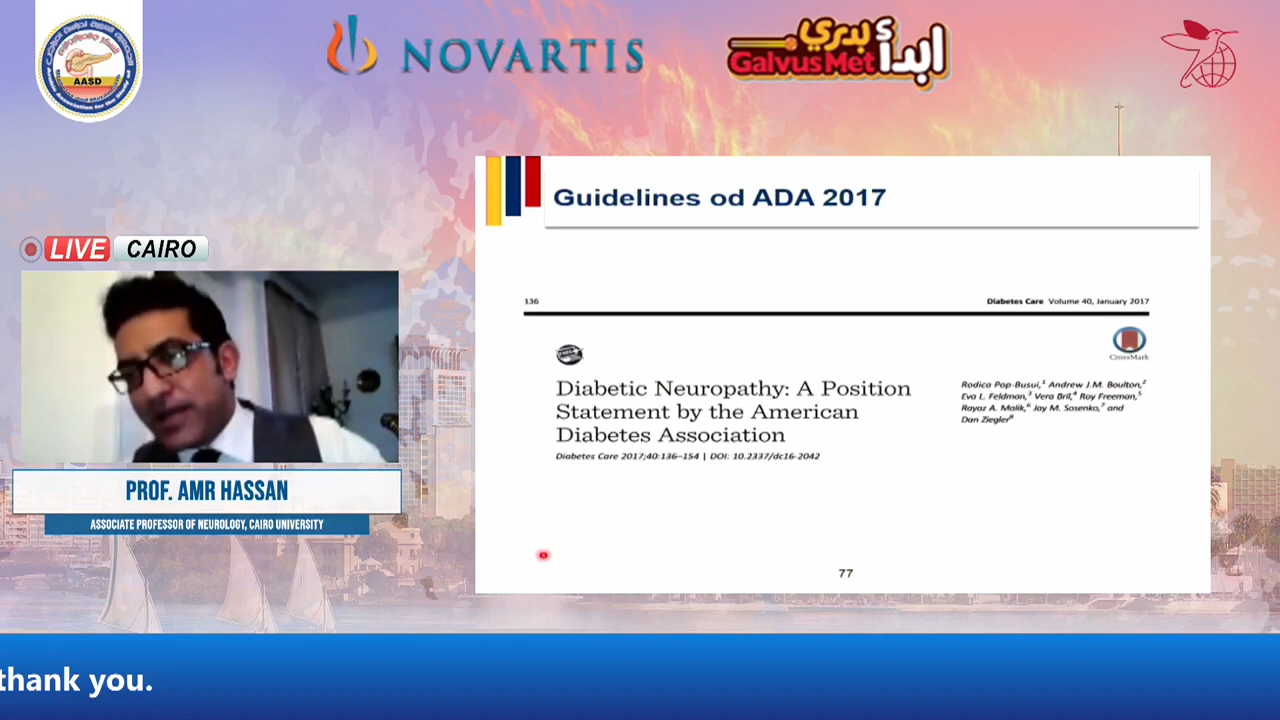 AASD
NOVARTIS
ابدأ بدري
GalvusMet
LIVE CAIRO
PROF. AMR HASSAN
ASSOCIATE PROFESSOR OF NEUROLOGY, CAIRO UNIVERSITY
Guidelines od ADA 2017
136
Diabetes Care Volume 40, January 2017
CrossMark
Diabetic Neuropathy: A Position
Statement by the American
Diabetes Association
Diabetes Care 2017;40:136–154 | DOI: 10.2337/dc16-2042
Rodica Pop-Busui,1 Andrew J.M. Boulton,2
Eva L. Feldman,3 Vera Bril,4 Roy Freeman,5
Rayaz A. Malik,6 Jay M. Sosenko,7 and
Dan Ziegler8
77
thank you.